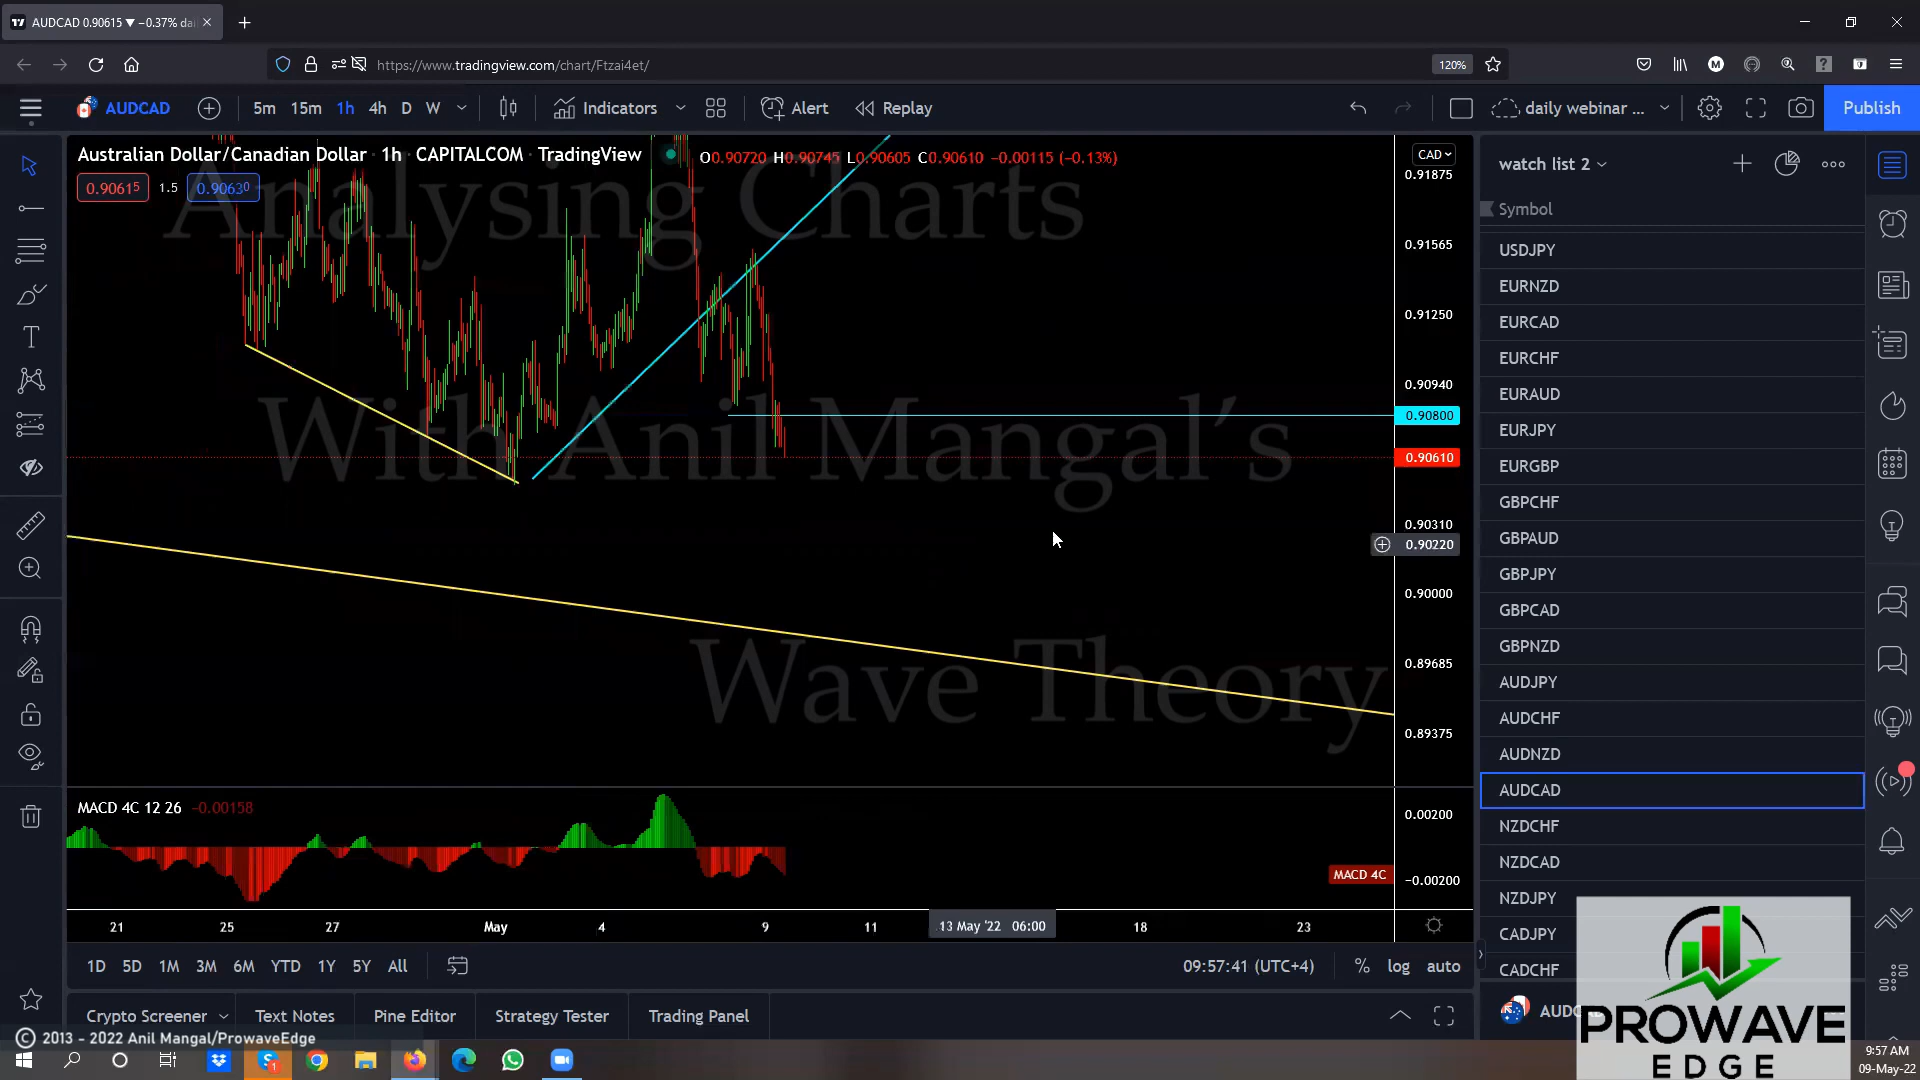 AUDCAD 0.90615 ▼ −0.37% da
https://www.tradingview.com/chart/Ftzai4et/
120%
AUDCAD
5m 15m 1h 4h D W
Indicators
Alert
Replay
daily webinar ...
Publish
Australian Dollar/Canadian Dollar · 1h · CAPITALCOM · TradingView
O0.90720 H0.90745 L0.90605 C0.90610 −0.00115 (−0.13%)
0.90615 1.5 0.90630
CAD
Analysing Charts
With Anil Mangal's
Wave Theory
0.91875
0.91565
0.91250
0.90940
0.90800
0.90610
0.90310
0.90220
0.90000
0.89685
0.89375
MACD 4C 12 26 −0.00158
0.00200
MACD 4C
−0.00200
21 25 27 May 4 9 11 13 May '22 06:00 18 23
1D 5D 1M 3M 6M YTD 1Y 5Y All
09:57:41 (UTC+4) % log auto
Crypto Screener Text Notes Pine Editor Strategy Tester Trading Panel
© 2013 - 2022 Anil Mangal/ProwaveEdge
watch list 2
Symbol
USDJPY
EURNZD
EURCAD
EURCHF
EURAUD
EURJPY
EURGBP
GBPCHF
GBPAUD
GBPJPY
GBPCAD
GBPNZD
AUDJPY
AUDCHF
AUDNZD
AUDCAD
NZDCHF
NZDCAD
NZDJPY
CADJPY
CADCHF
PROWAVE
EDGE
9:57 AM
09-May-22